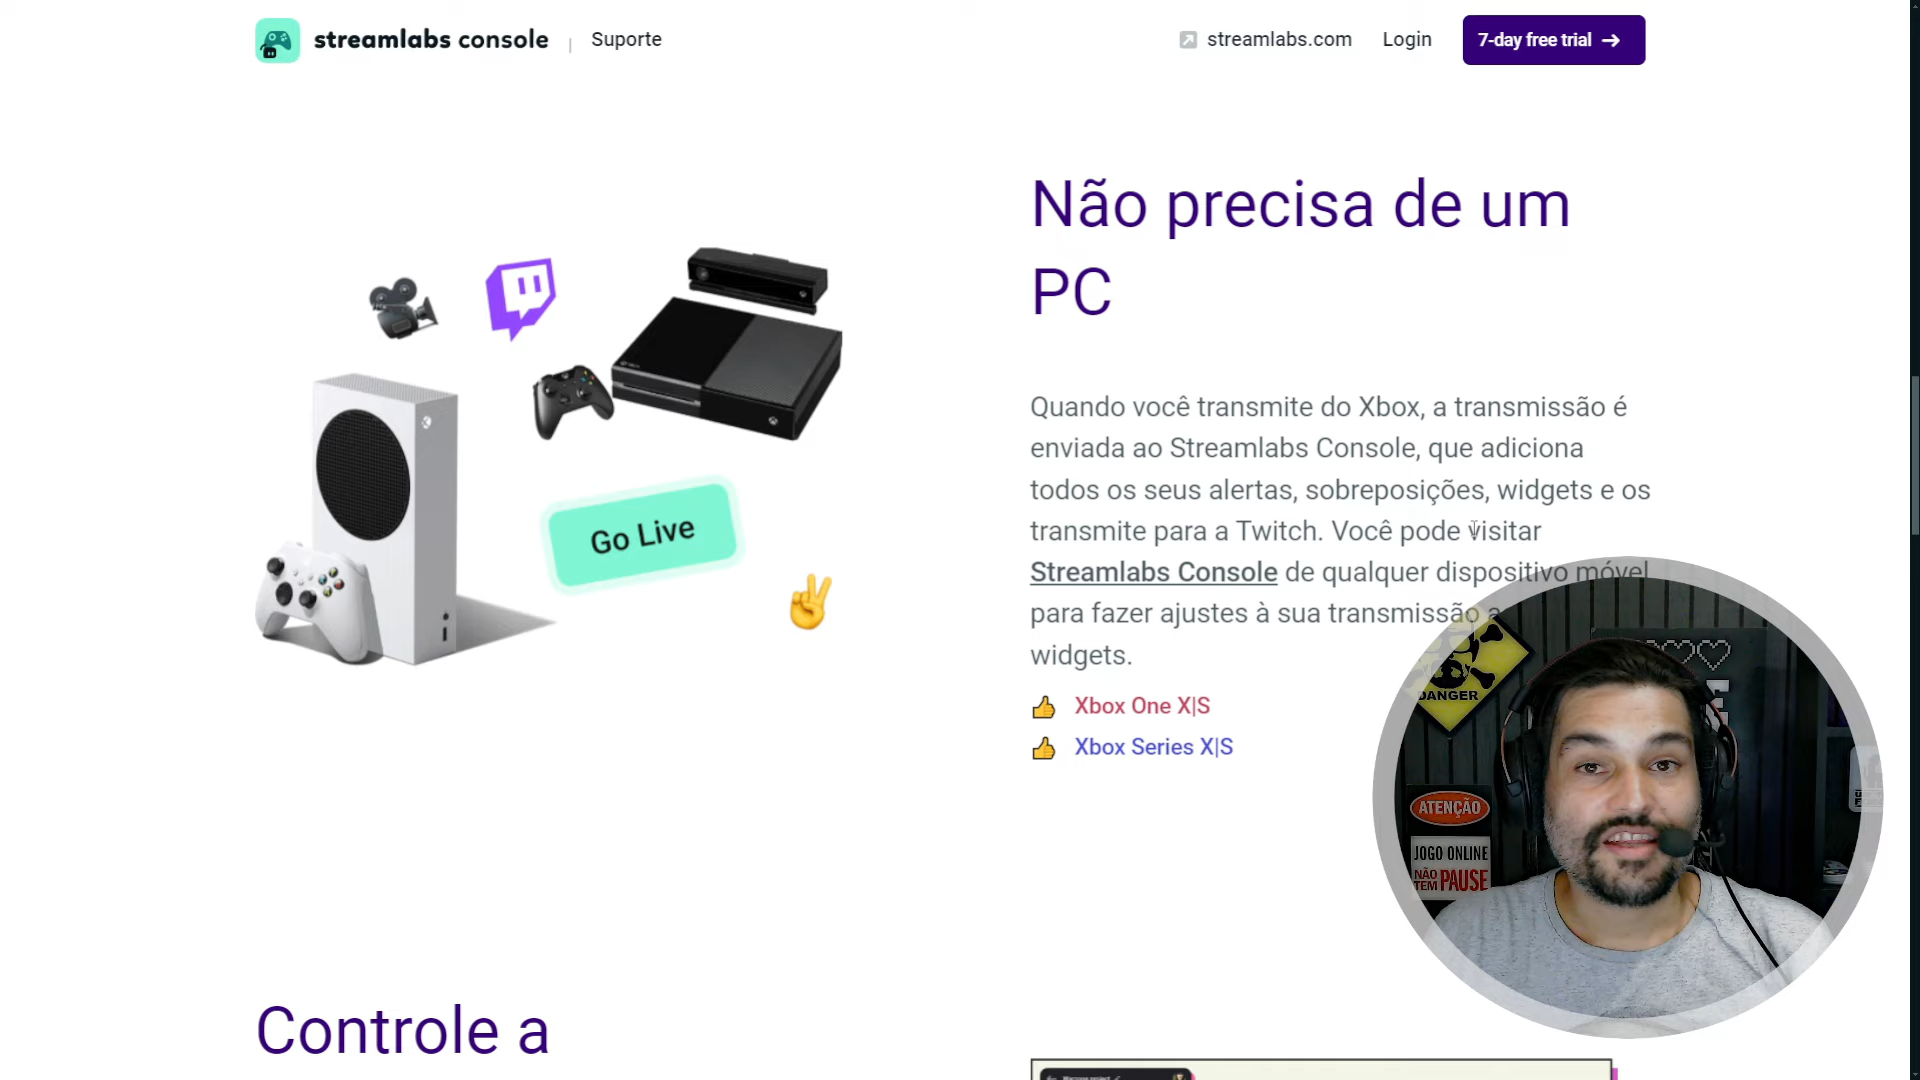 streamlabs console
Suporte
streamlabs.com
Login
7-day free trial
Não precisa de um
PC
Quando você transmite do Xbox, a transmissão é
enviada ao Streamlabs Console, que adiciona
todos os seus alertas, sobreposições, widgets e os
transmite para a Twitch. Você pode visitar
Streamlabs Console de qualquer dispositivo móvel
para fazer ajustes à sua transmissão a
widgets.
Xbox One X|S
Xbox Series X|S
Go Live
DANGER
ATENÇÃO
JOGO ONLINE
NÃO
TEM PAUSE
Controle a